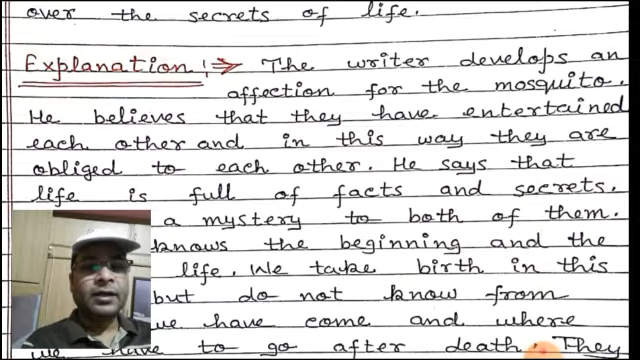 over the secrets of life.
Explanation :⇒ The writer develops an
affection for the mosquito.
He believes that they have entertained
each other and in this way they are
obliged to each other. He says that
life is full of facts and secrets.
a mystery to both of them.
knows the beginning and the
life. We take birth in this
but do not know from
we have come and where
we have to go after death. They